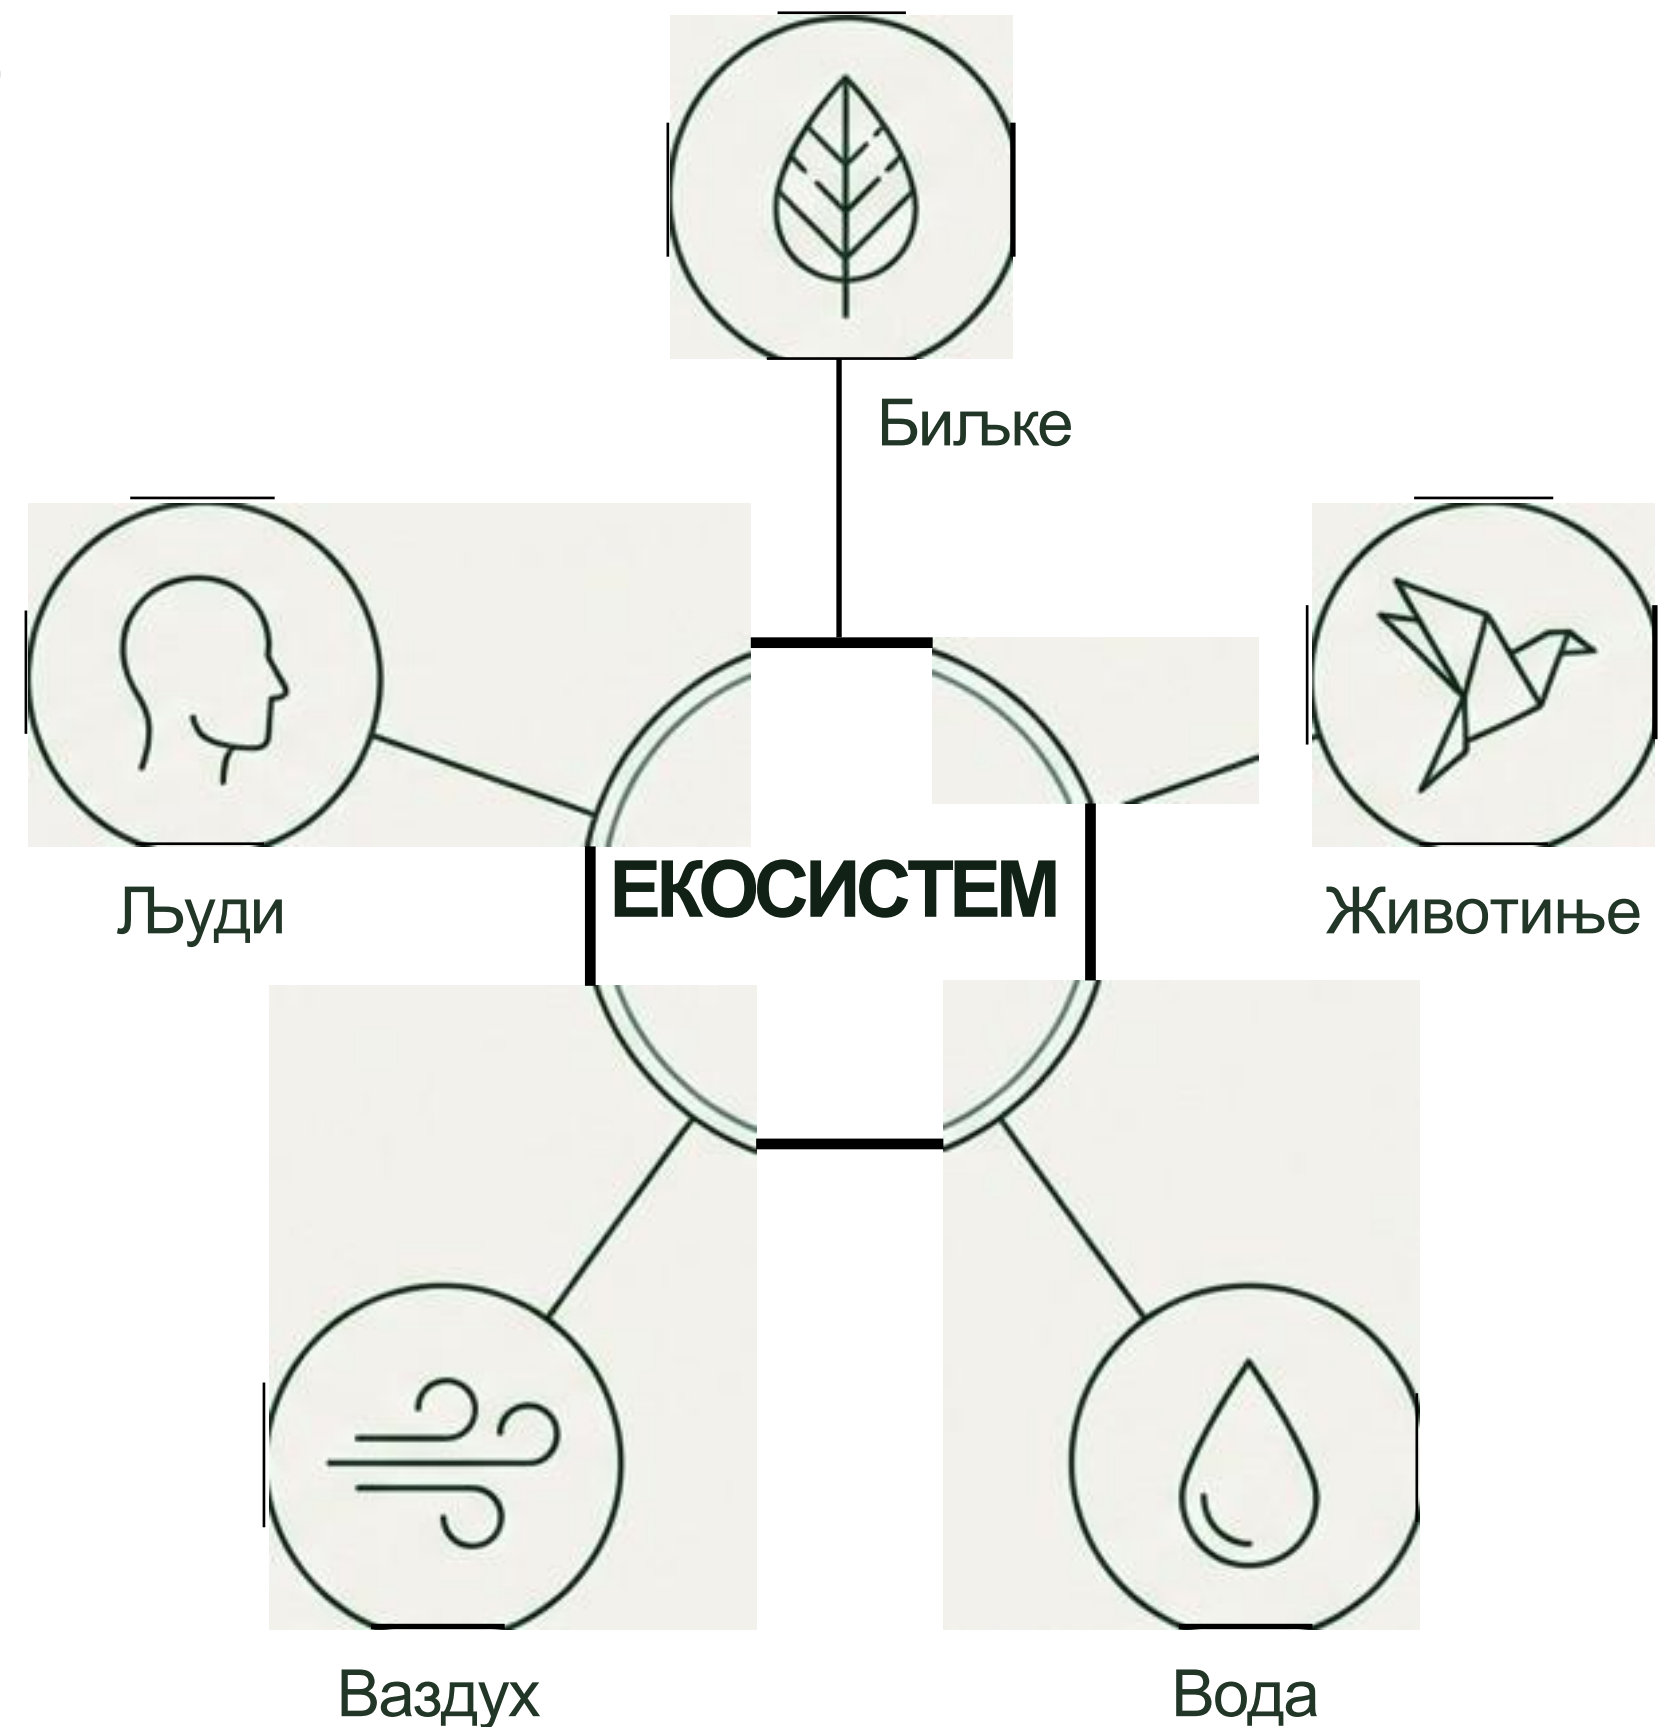 Биљке
Људи
ЕКОСИСТЕМ
Животиње
Ваздух
Вода